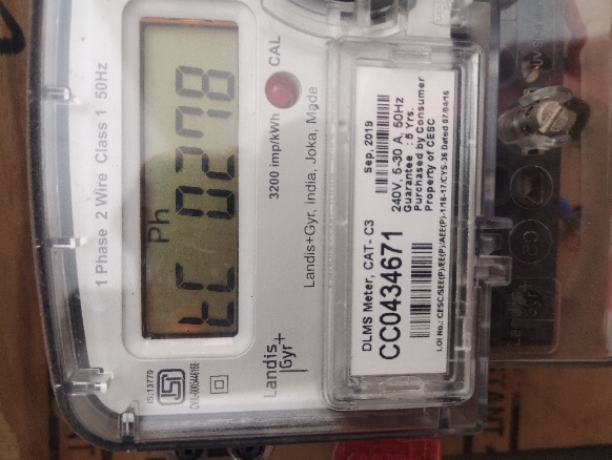 1 Phase 2 Wire Class 1 50Hz
IS:13779
Ph
0278
Landis
Gyr+
3200 imp/kWh
CAL
Landis+Gyr, India, Joka, Made
DLMS Meter, CAT- C3
CC0434671
Sep, 2019
240V, 5-30 A, 50Hz
Guarantee : 5 Yrs.
Purchased by Consumer
Property of CESC